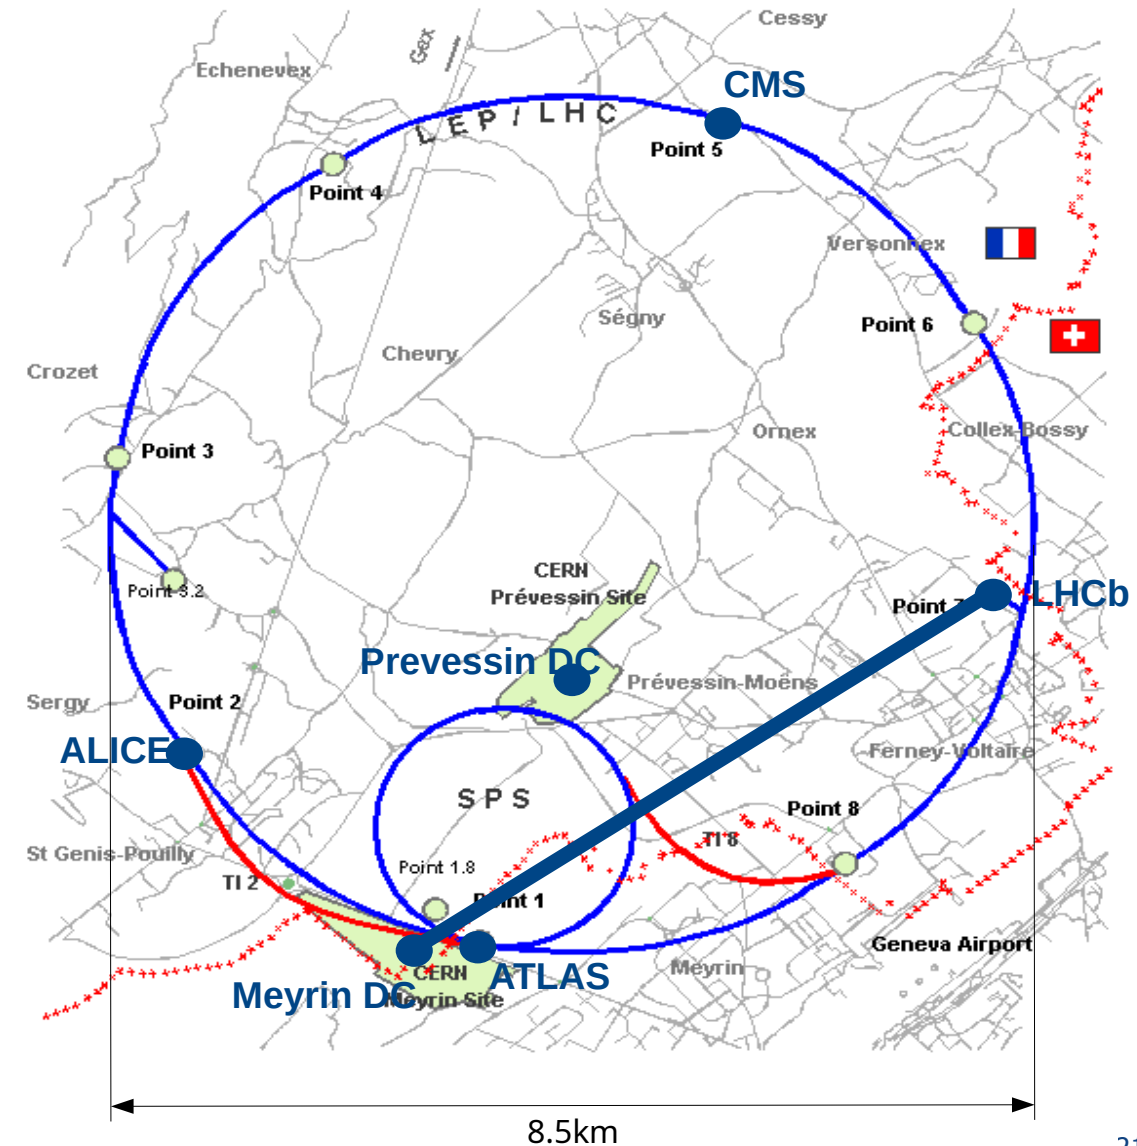 Cessy
Gex
Echenevex
CMS
LEP / LHC
Point 5
Point 4
Versonnex
Point 6
Ségny
Chevry
Crozet
Ornex
Collex-Bossy
Point 3
CERN
Prévessin Site
Point 3.2
Point 7
LHCb
Prevessin DC
Prévessin-Moëns
Sergy
Point 2
ALICE
Ferney-Voltaire
SPS
Point 8
TI 8
St Genis-Pouilly
Point 1.8
TI 2
Point 1
Geneva Airport
CERN
ATLAS
Meyrin
Meyrin DC
Meyrin Site
8.5km